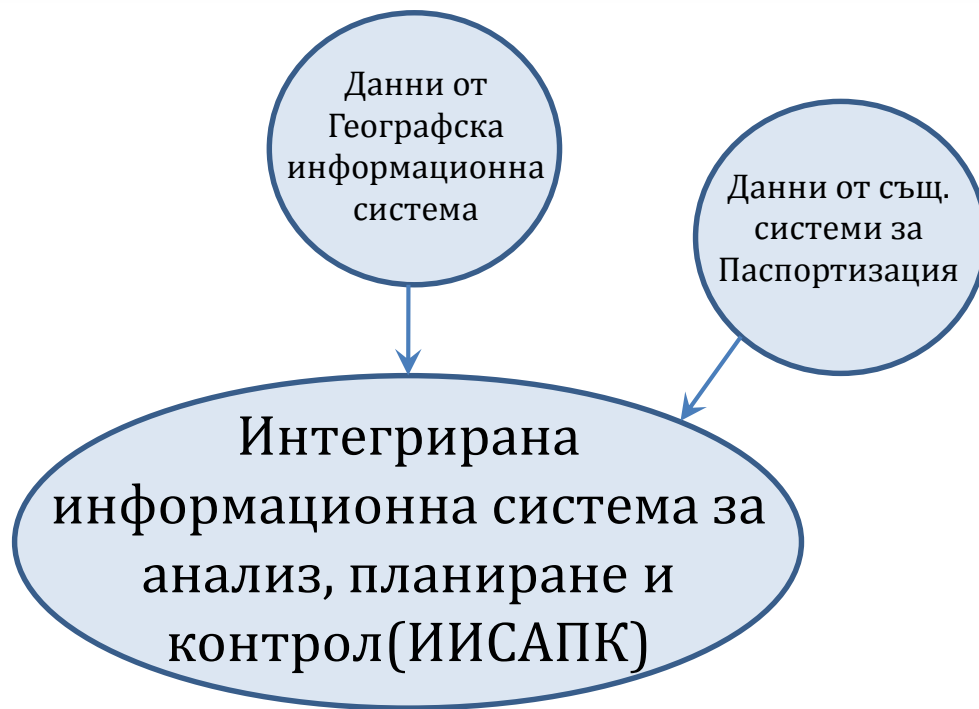 Данни от
Географска
информационна
система
Данни от същ.
системи за
Паспортизация
Интегрирана
информационна система за
анализ, планиране и
контрол(ИИСАПК)